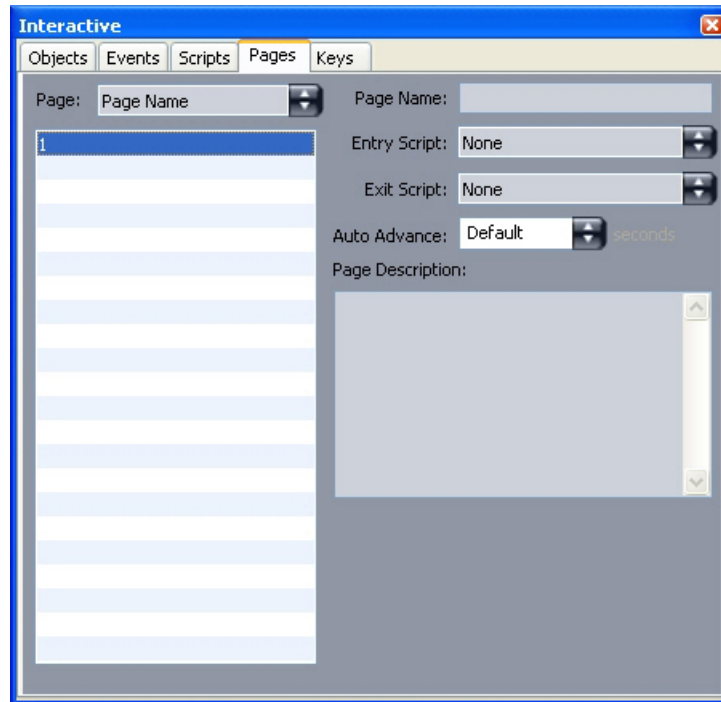 Interactive
Objects Events Scripts Pages Keys
Page: Page Name
1
Page Name:
Entry Script: None
Exit Script: None
Auto Advance: Default seconds
Page Description: